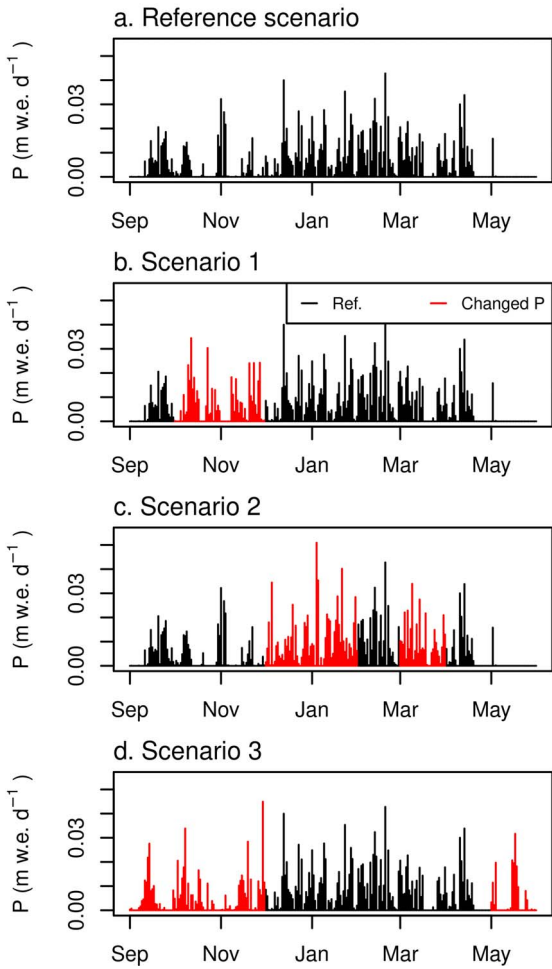 a. Reference scenario
P (m w.e. d⁻¹)
0.03
0.00
Sep Nov Jan Mar May
b. Scenario 1
Ref. Changed P
P (m w.e. d⁻¹)
0.03
0.00
Sep Nov Jan Mar May
c. Scenario 2
P (m w.e. d⁻¹)
0.03
0.00
Sep Nov Jan Mar May
d. Scenario 3
P (m w.e. d⁻¹)
0.03
0.00
Sep Nov Jan Mar May